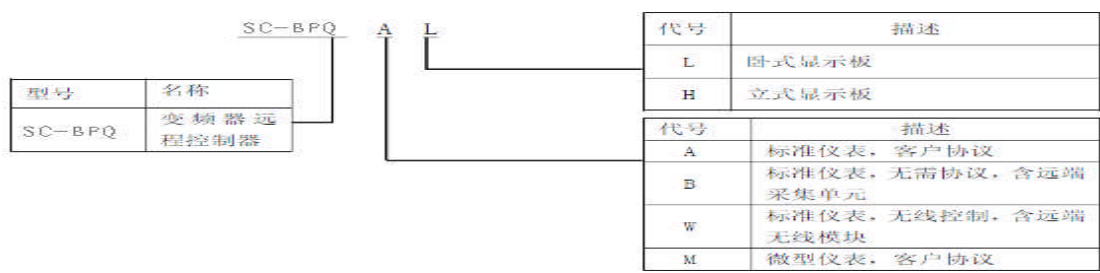 SC-BPQ A L
代号 描述
L 卧式显示板
H 立式显示板
型号 名称
SC-BPQ 变频器远
程控制器
代号 描述
A 标准仪表，客户协议
B 标准仪表，无需协议，含远端
采集单元
W 标准仪表，无线控制，含远端
无线模块
M 微型仪表，客户协议